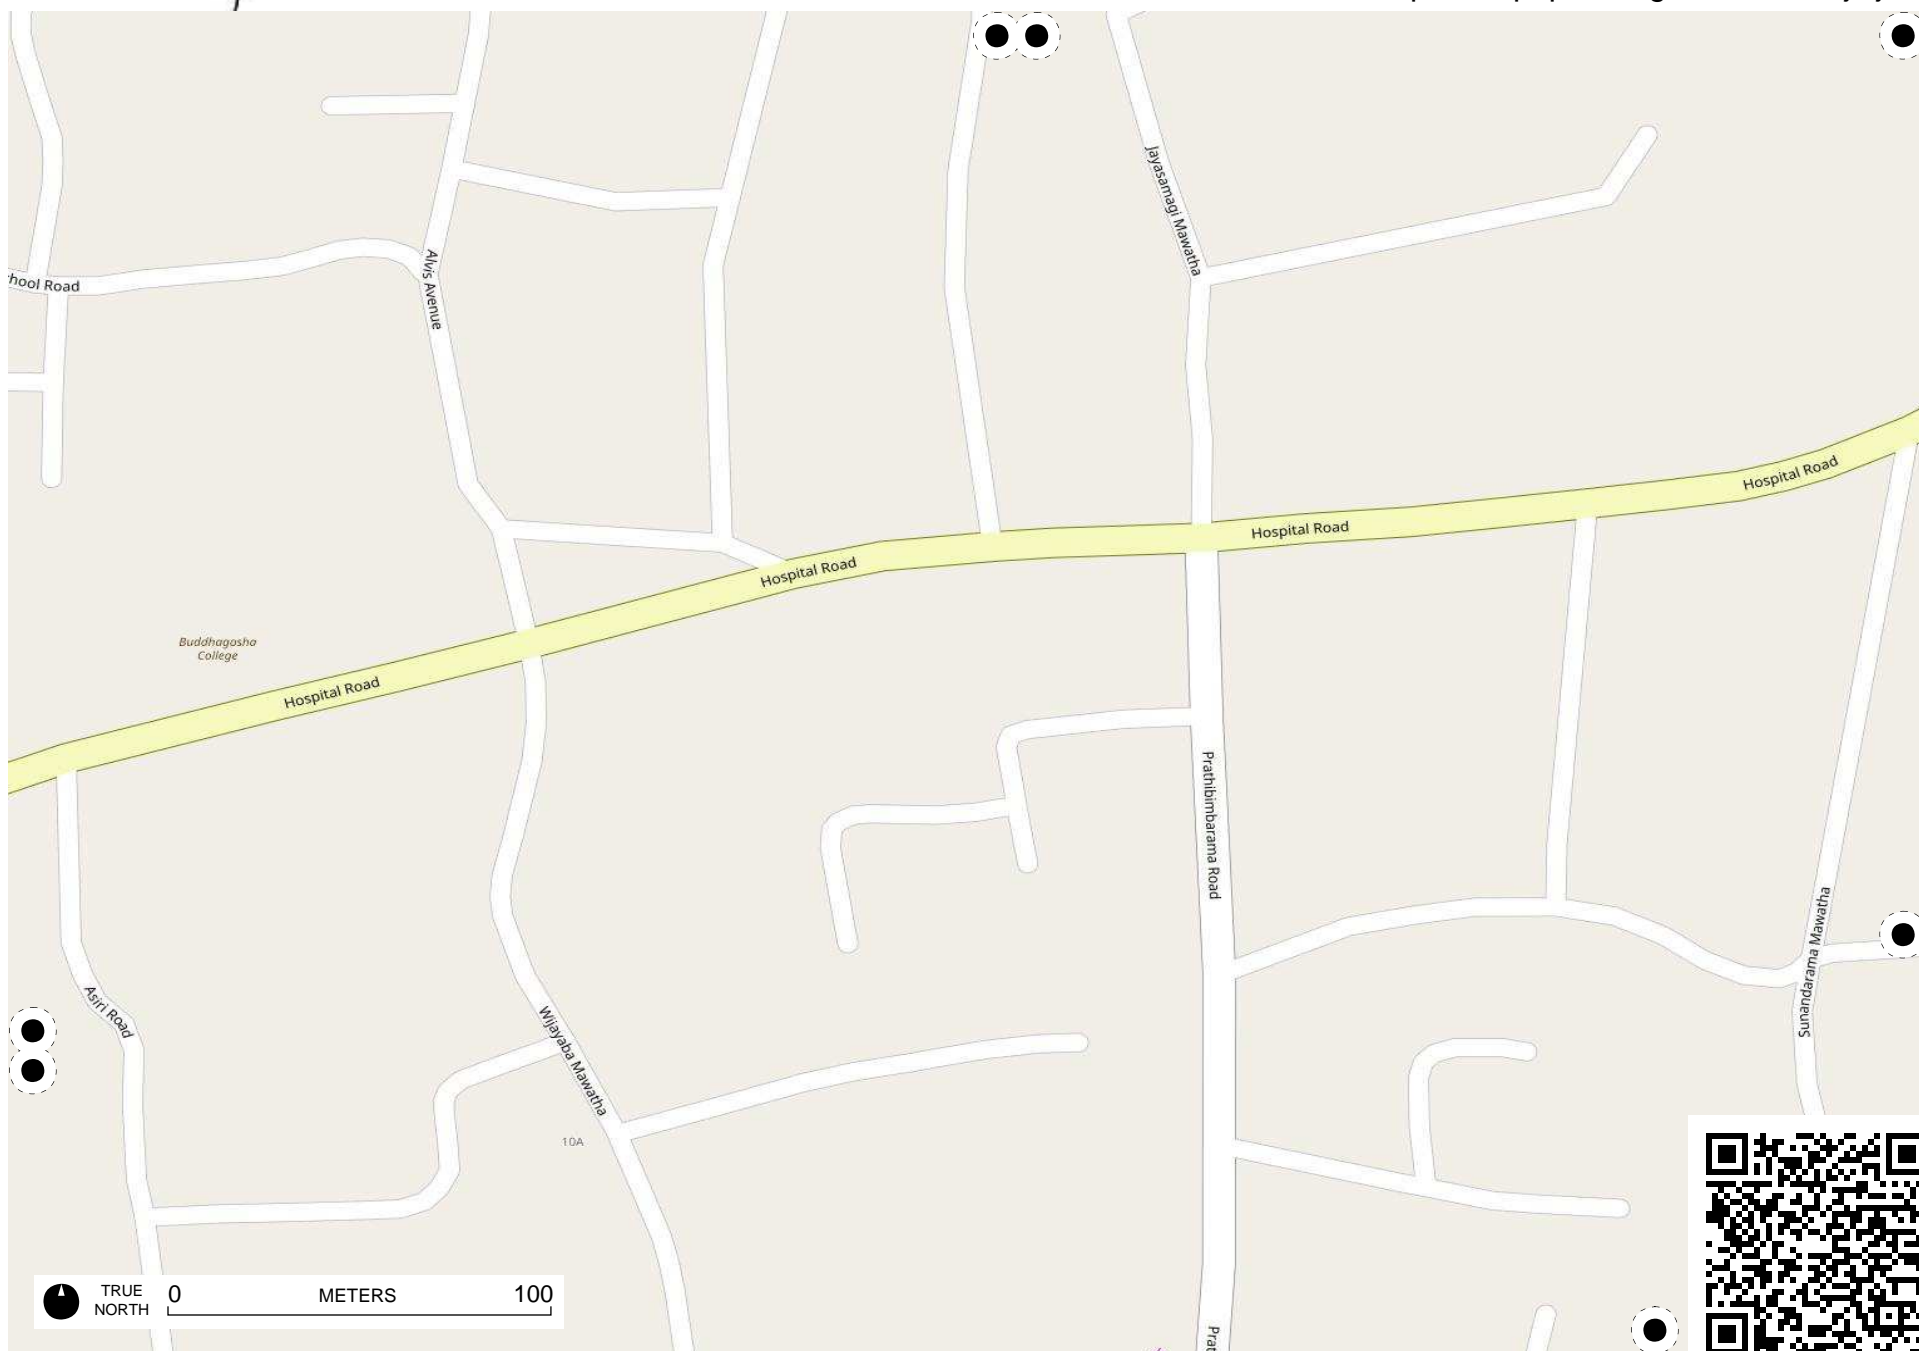 Jayasamagi Mawatha
hool Road
Alvis Avenue
Hospital Road
Hospital Road
Hospital Road
Buddhagosha
College
Hospital Road
Prathibimbarama Road
Sunandarama Mawatha
Asiri Road
Wijayaba Mawatha
10A
TRUE
NORTH
0
METERS
100
Prat